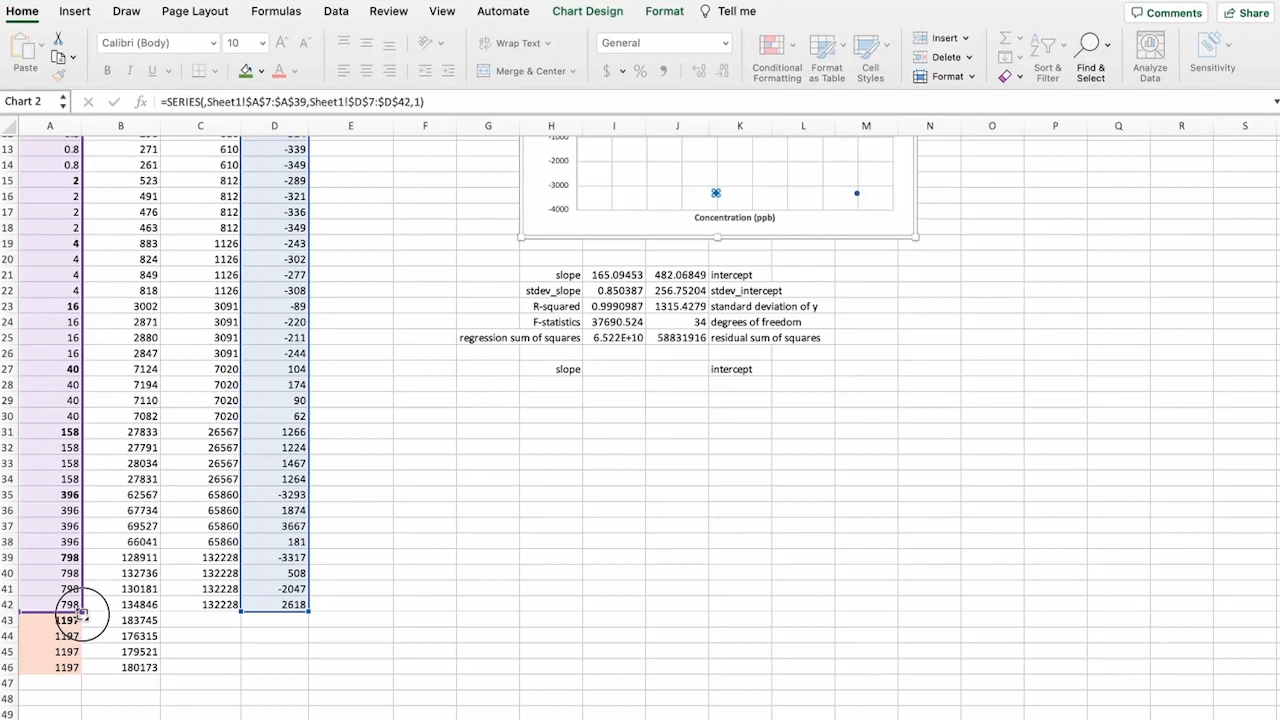 Home Insert Draw Page Layout Formulas Data Review View Automate Chart Design Format Tell me Comments Share
Paste Calibri (Body) 10 A A Wrap Text General Insert Σ
B I U A Merge & Center $ % Conditional Formatting Format as Table Cell Styles Delete Format Sort & Filter Find & Select Analyze Data Sensitivity
Chart 2 fx =SERIES(,Sheet1!$A$7:$A$39,Sheet1!$D$7:$D$42,1)
A B C D E F G H I J K L M N O P Q R S
-1000
13 0.8 271 610 -339
14 0.8 261 610 -349 -2000
15 2 523 812 -289 -3000
16 2 491 812 -321
17 2 476 812 -336 -4000
Concentration (ppb)
18 2 463 812 -349
19 4 883 1126 -243
20 4 824 1126 -302
21 4 849 1126 -277 slope 165.09453 482.06849 intercept
22 4 818 1126 -308 stdev_slope 0.850387 256.75204 stdev_intercept
23 16 3002 3091 -89 R-squared 0.9990987 1315.4279 standard deviation of y
24 16 2871 3091 -220 F-statistics 37690.524 34 degrees of freedom
25 16 2880 3091 -211 regression sum of squares 6.522E+10 58831916 residual sum of squares
26 16 2847 3091 -244
27 40 7124 7020 104 slope intercept
28 40 7194 7020 174
29 40 7110 7020 90
30 40 7082 7020 62
31 158 27833 26567 1266
32 158 27791 26567 1224
33 158 28034 26567 1467
34 158 27831 26567 1264
35 396 62567 65860 -3293
36 396 67734 65860 1874
37 396 69527 65860 3667
38 396 66041 65860 181
39 798 128911 132228 -3317
40 798 132736 132228 508
41 798 130181 132228 -2047
42 798 134846 132228 2618
43 1197 183745
44 1197 176315
45 1197 179521
46 1197 180173
47
48
49